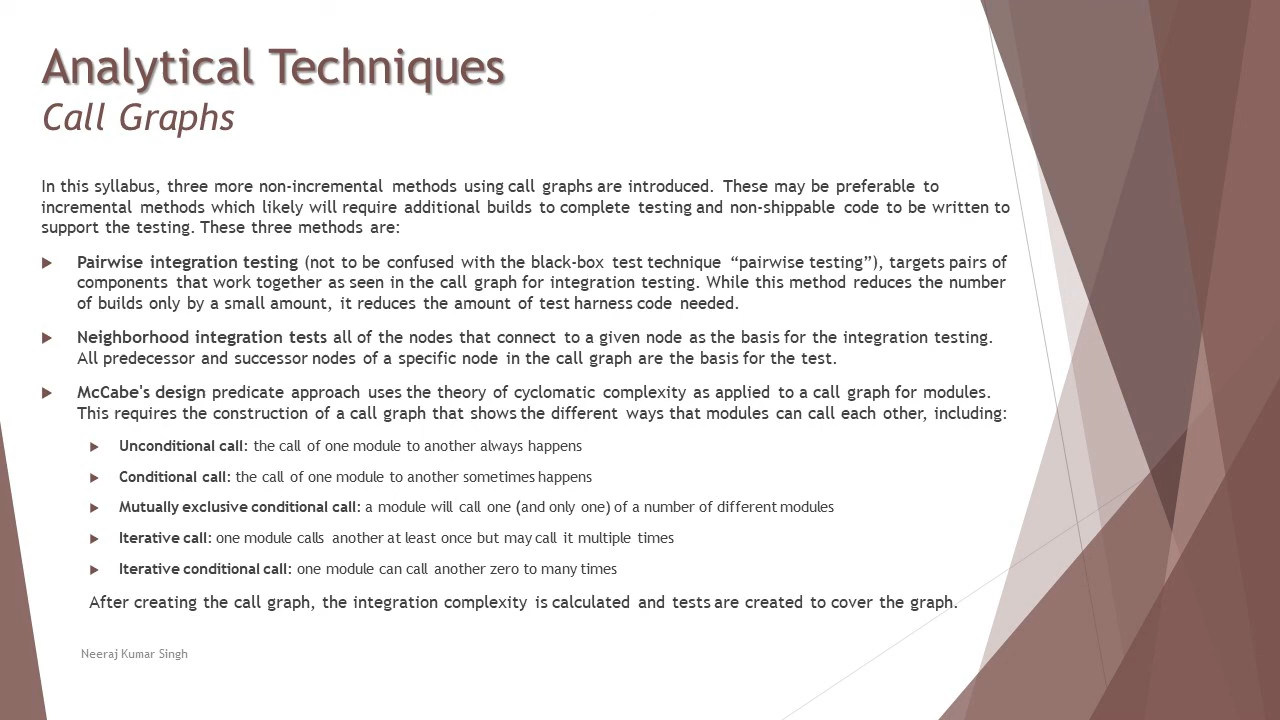 Analytical Techniques
Call Graphs
In this syllabus, three more non-incremental methods using call graphs are introduced. These may be preferable to
incremental methods which likely will require additional builds to complete testing and non-shippable code to be written to
support the testing. These three methods are:
Pairwise integration testing (not to be confused with the black-box test technique “pairwise testing”), targets pairs of
components that work together as seen in the call graph for integration testing. While this method reduces the number
of builds only by a small amount, it reduces the amount of test harness code needed.
Neighborhood integration tests all of the nodes that connect to a given node as the basis for the integration testing.
All predecessor and successor nodes of a specific node in the call graph are the basis for the test.
McCabe's design predicate approach uses the theory of cyclomatic complexity as applied to a call graph for modules.
This requires the construction of a call graph that shows the different ways that modules can call each other, including:
Unconditional call: the call of one module to another always happens
Conditional call: the call of one module to another sometimes happens
Mutually exclusive conditional call: a module will call one (and only one) of a number of different modules
Iterative call: one module calls another at least once but may call it multiple times
Iterative conditional call: one module can call another zero to many times
After creating the call graph, the integration complexity is calculated and tests are created to cover the graph.
Neeraj Kumar Singh